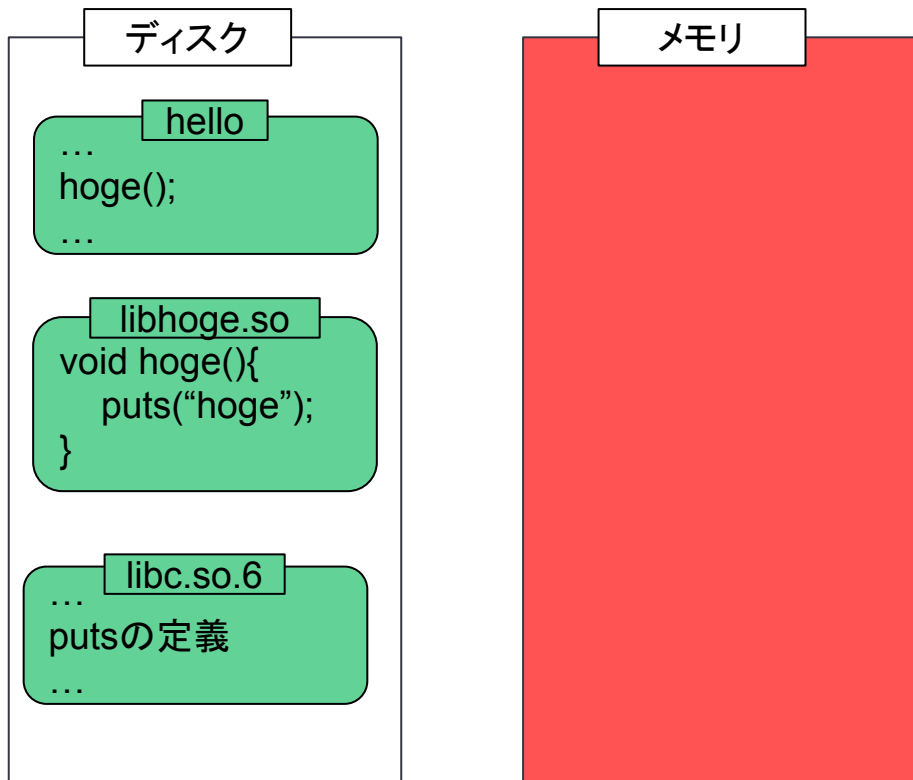 ディスク
hello
…
hoge();
…
libhoge.so
void hoge(){
puts(“hoge”);
}
libc.so.6
…
putsの定義
…
メモリ